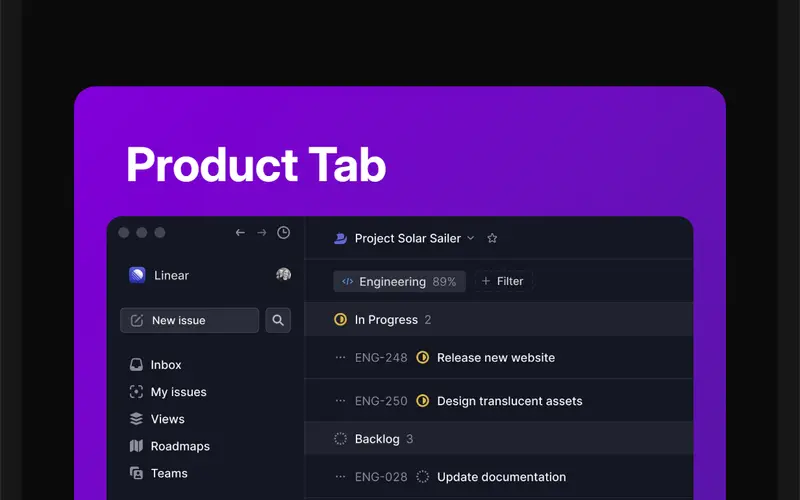 Product Tab
Project Solar Sailer
Linear
Engineering 89%
Filter
New issue
In Progress 2
Inbox
ENG-248 Release new website
My issues
Views
ENG-250 Design translucent assets
Roadmaps
Backlog 3
Teams
ENG-028 Update documentation